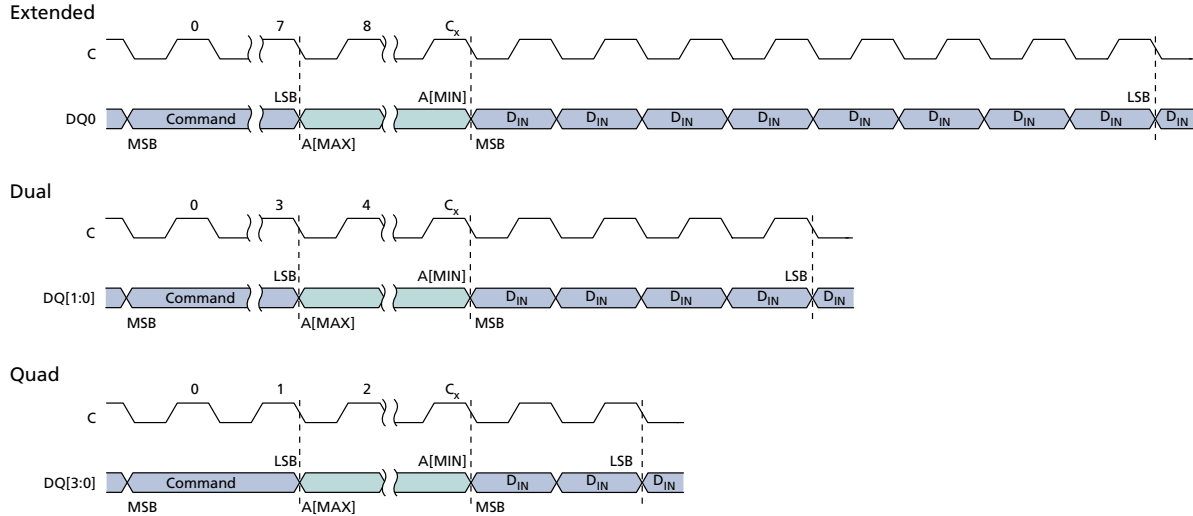 Extended
0 7 8 Cx
C
LSB A[MIN] LSB
DQ0 Command DIN DIN DIN DIN DIN DIN DIN DIN DIN
MSB A[MAX] MSB
Dual
0 3 4 Cx
C
LSB A[MIN] LSB
DQ[1:0] Command DIN DIN DIN DIN DIN
MSB A[MAX] MSB
Quad
0 1 2 Cx
C
LSB A[MIN] LSB
DQ[3:0] Command DIN DIN DIN
MSB A[MAX] MSB